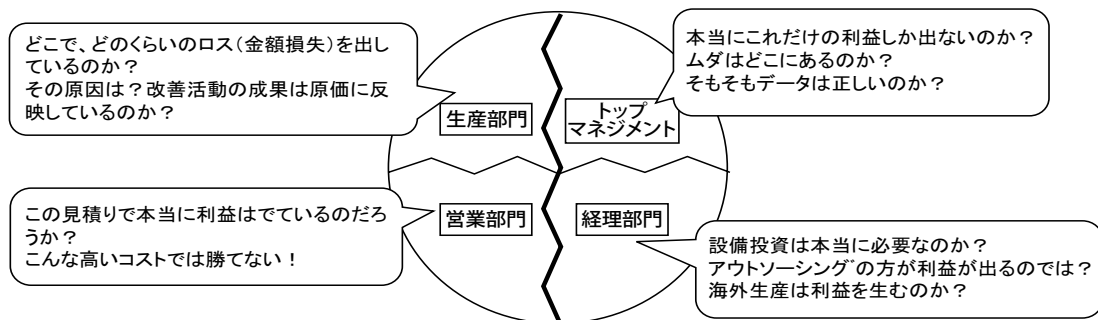 どこで、どのくらいのロス（金額損失）を出し
ているのか？
その原因は？改善活動の成果は原価に反
映しているのか？
本当にこれだけの利益しか出ないのか？
ムダはどこにあるのか？
そもそもデータは正しいのか？
生産部門
トップ
マネジメント
この見積りで本当に利益はでているのだろ
うか？
こんな高いコストでは勝てない！
営業部門
経理部門
設備投資は本当に必要なのか？
アウトソーシングﾞの方が利益が出るのでは？
海外生産は利益を生むのか？